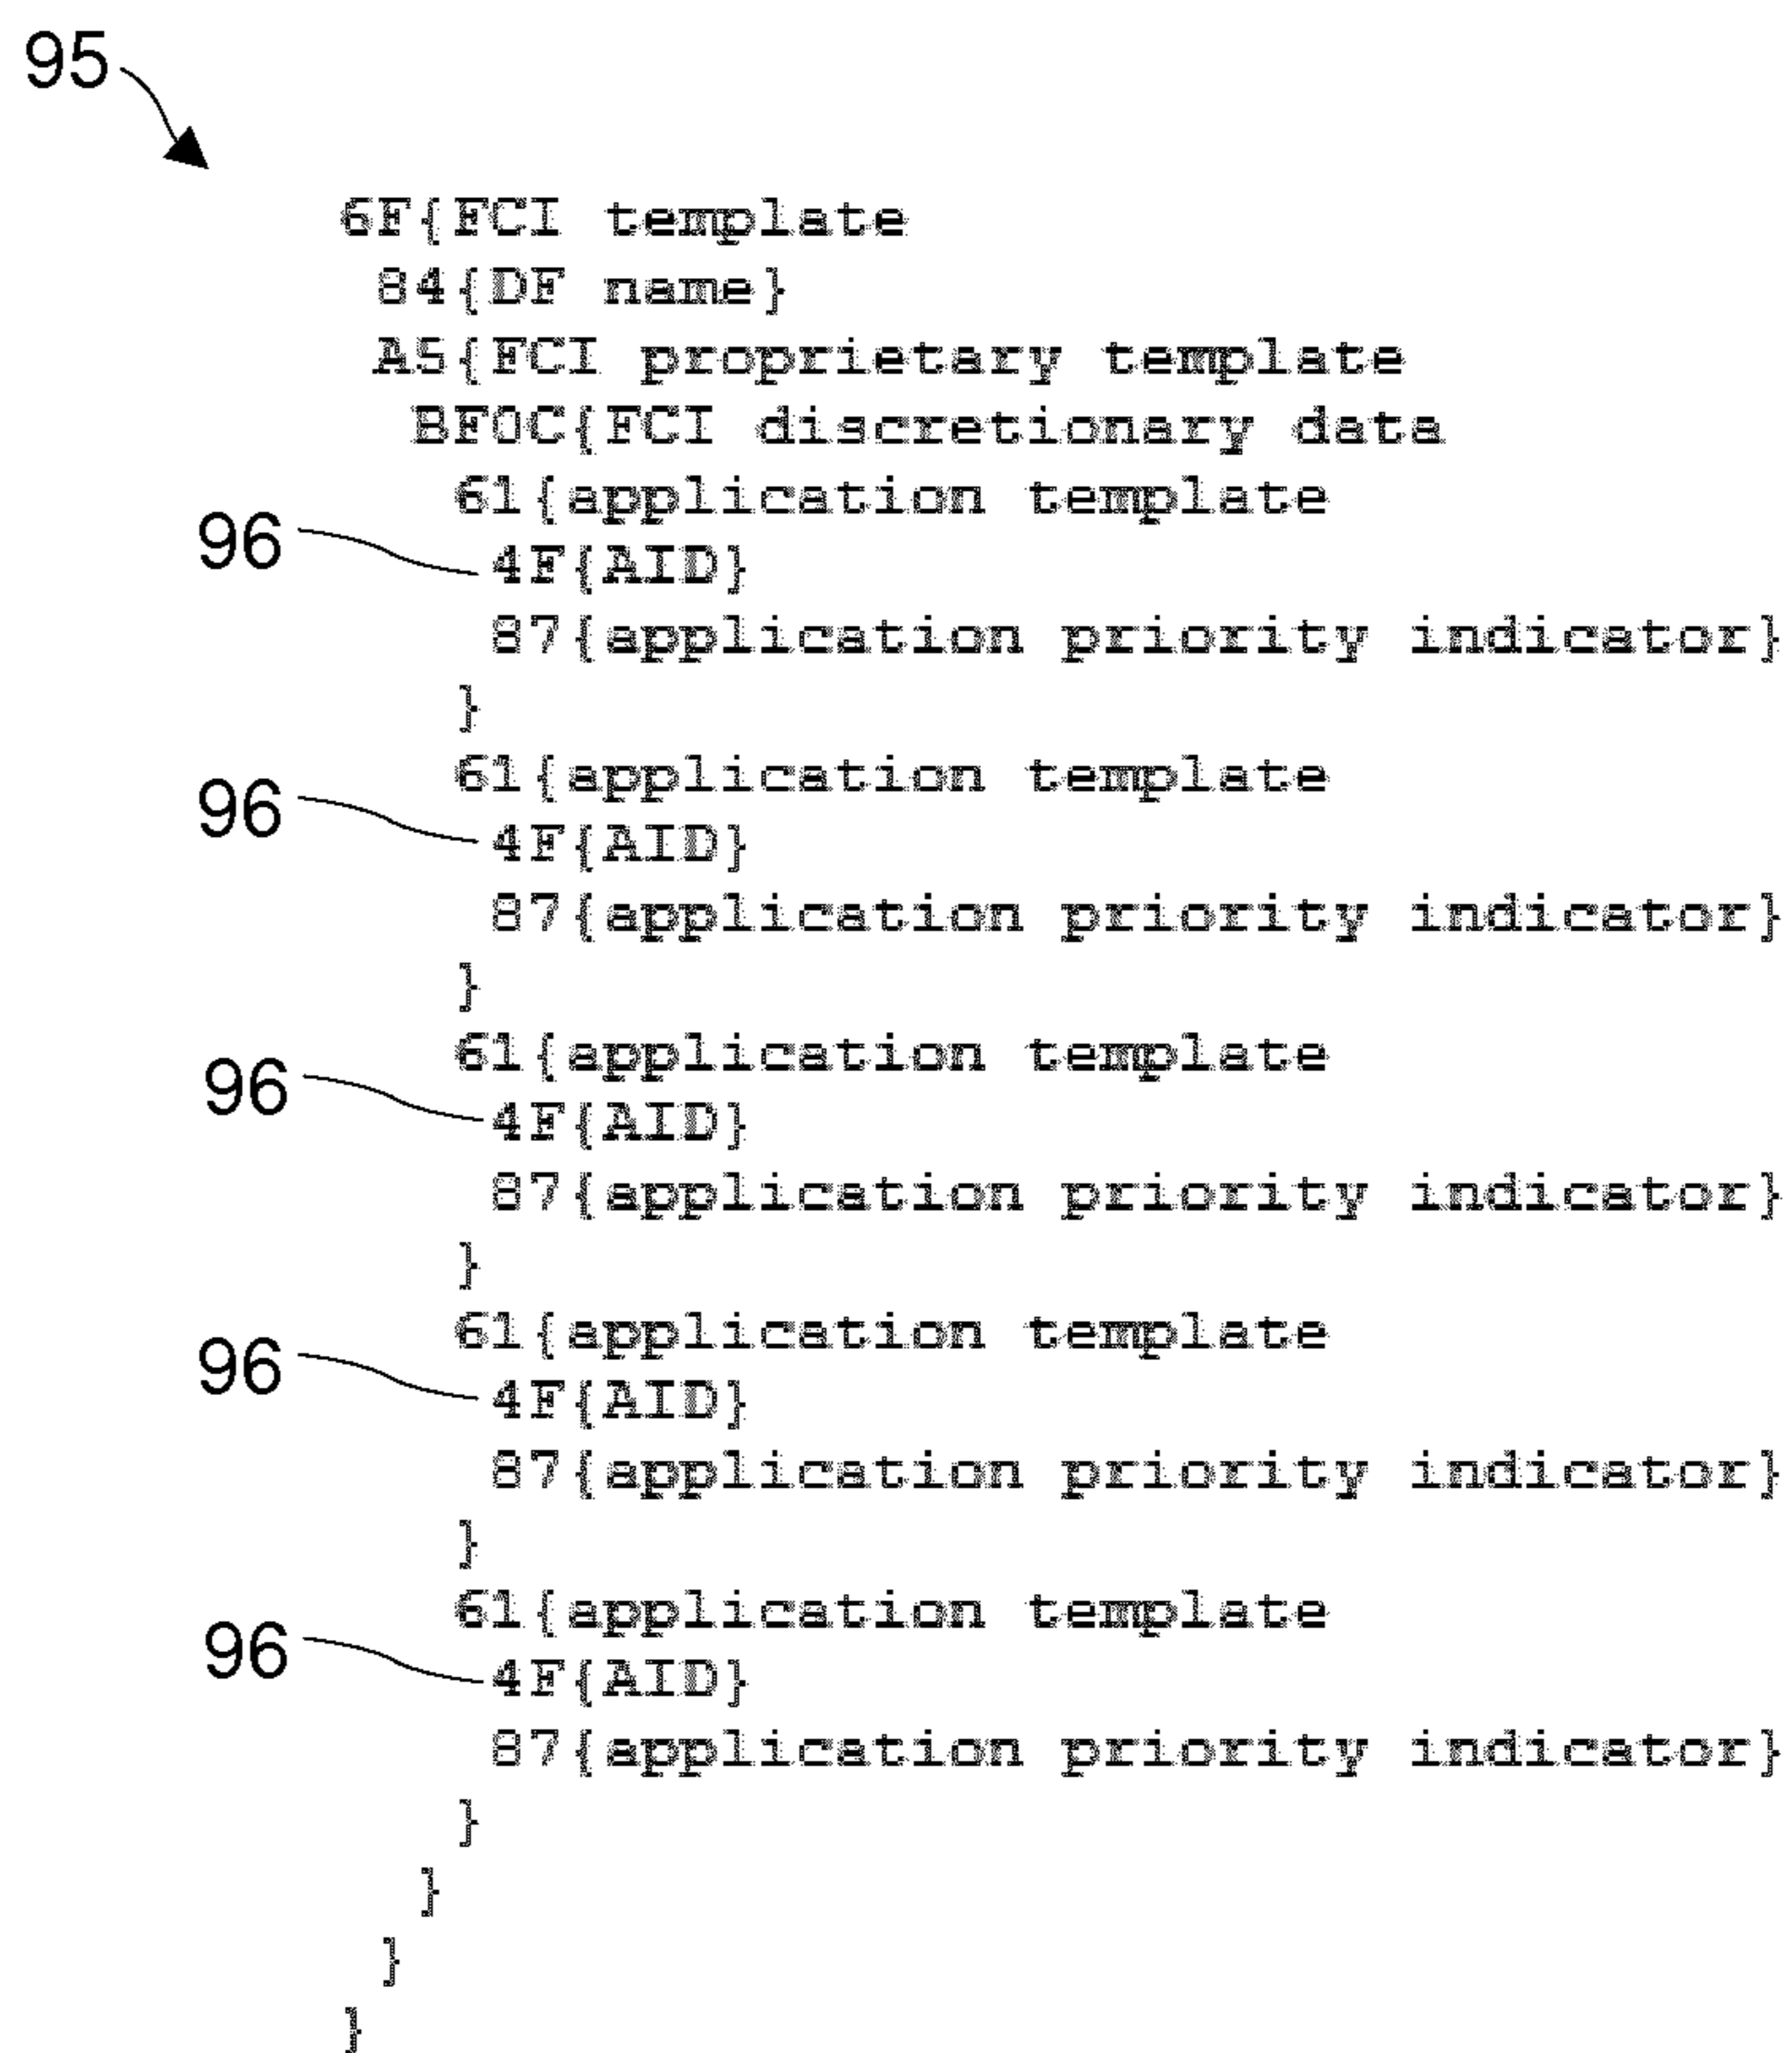 95
6F{FCI template
84{DF name}
A5{FCI proprietary template
BF0C{FCI discretionary data
61{application template
96 4F{AID}
87{application priority indicator}
}
61{application template
96 4F{AID}
87{application priority indicator}
}
61{application template
96 4F{AID}
87{application priority indicator}
}
61{application template
96 4F{AID}
87{application priority indicator}
}
61{application template
96 4F{AID}
87{application priority indicator}
}
}
}
}